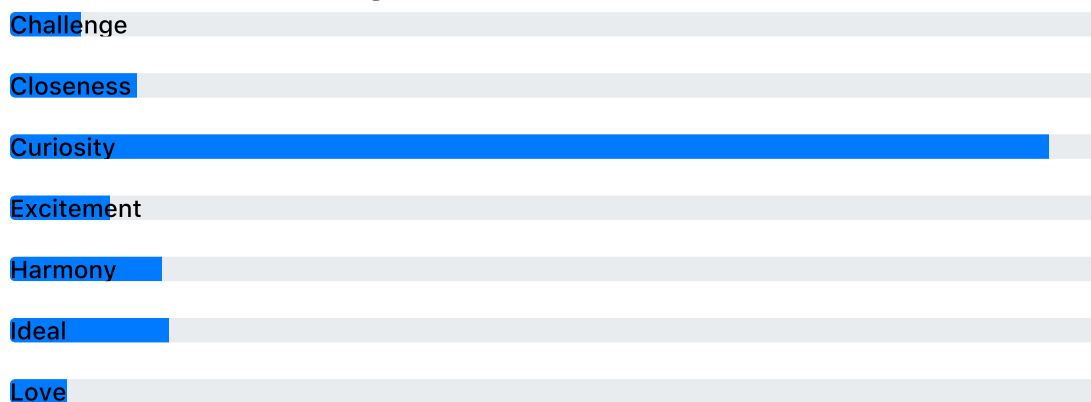 Challenge
Closeness
Curiosity
Excitement
Harmony
Ideal
Love